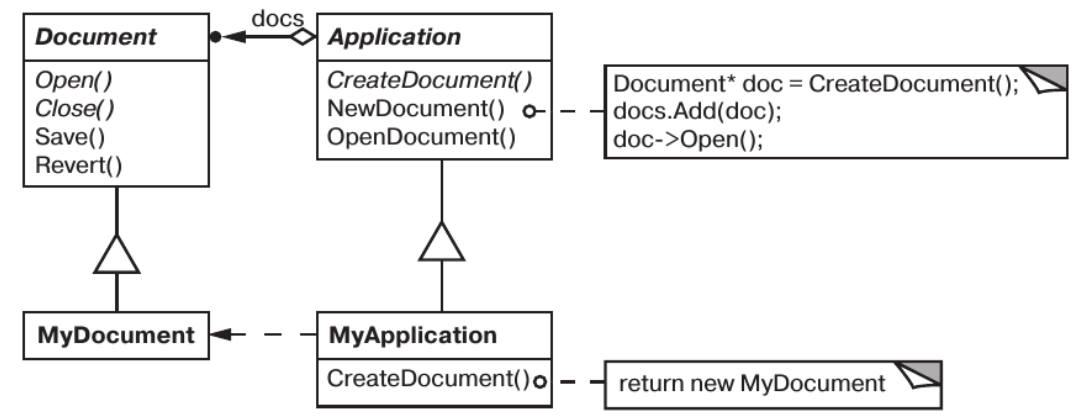 docs
Document
Open()
Close()
Save()
Revert()
Application
CreateDocument()
NewDocument()
OpenDocument()
Document* doc = CreateDocument();
docs.Add(doc);
doc->Open();
MyDocument
MyApplication
CreateDocument()
return new MyDocument